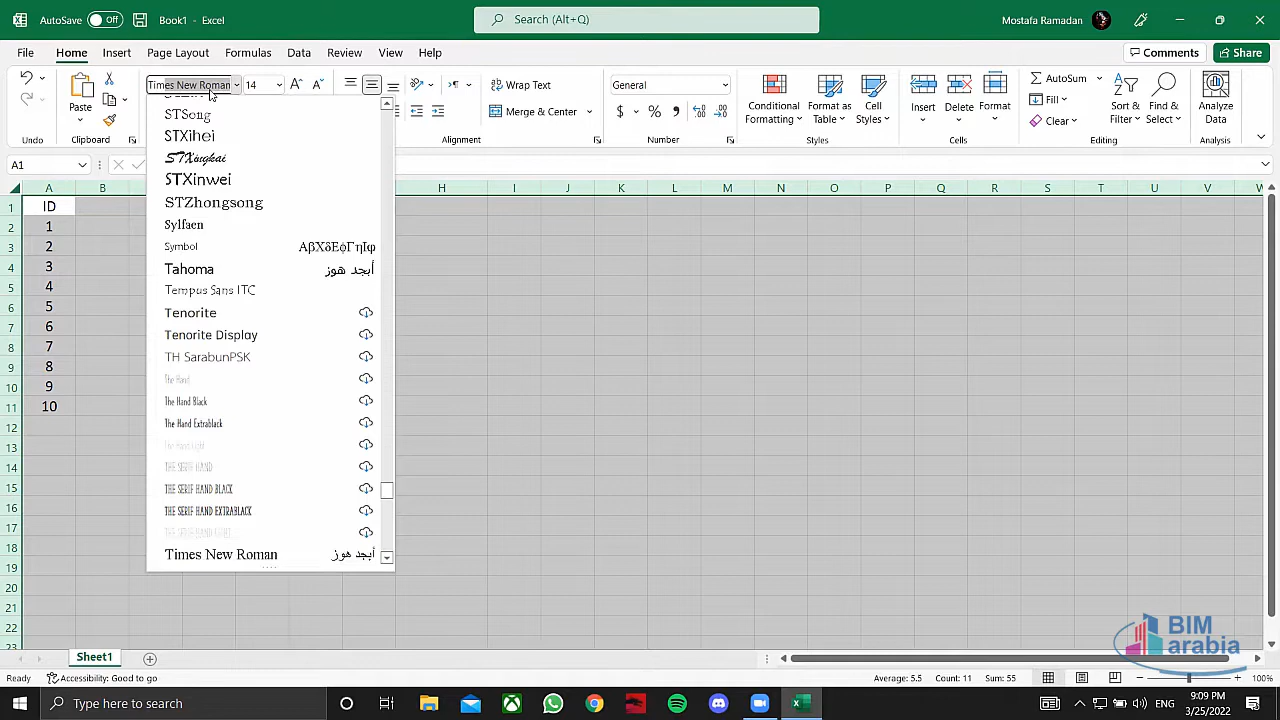 AutoSave Off Book1 - Excel Search (Alt+Q) Mostafa Ramadan
File Home Insert Page Layout Formulas Data Review View Help Comments Share
Paste
Clipboard
Times New Roman 14
Wrap Text
Merge & Center
Alignment
General
$ % 9
Number
Conditional Formatting
Format as Table
Cell Styles
Styles
Insert Delete Format
Cells
AutoSum
Fill
Clear
Sort & Filter
Find & Select
Editing
Analyze Data
Analysis
A1
A B H I J K L M N O P Q R S T U V W
1 ID
2 1
3 2
4 3
5 4
6 5
7 6
8 7
9 8
10 9
11 10
12
13
14
15
16
17
18
19
20
21
22
23
STSong
STXihei
STXingkai
STXinwei
STZhongsong
Sylfaen
Symbol ΑβΧδΕφΓηΙφ
Tahoma أبجد هوز
Tempus Sans ITC
Tenorite
Tenorite Display
TH SarabunPSK
The Hand
The Hand Black
The Hand Extrablack
The Hand Light
THE SERIF HAND
THE SERIF HAND BLACK
THE SERIF HAND EXTRABLACK
THE SERIF HAND LIGHT
Times New Roman أبجد هوز
BIM
arabia
Sheet1
Ready Accessibility: Good to go Average: 5.5 Count: 11 Sum: 55 100%
Type here to search ENG 9:09 PM
3/25/2022